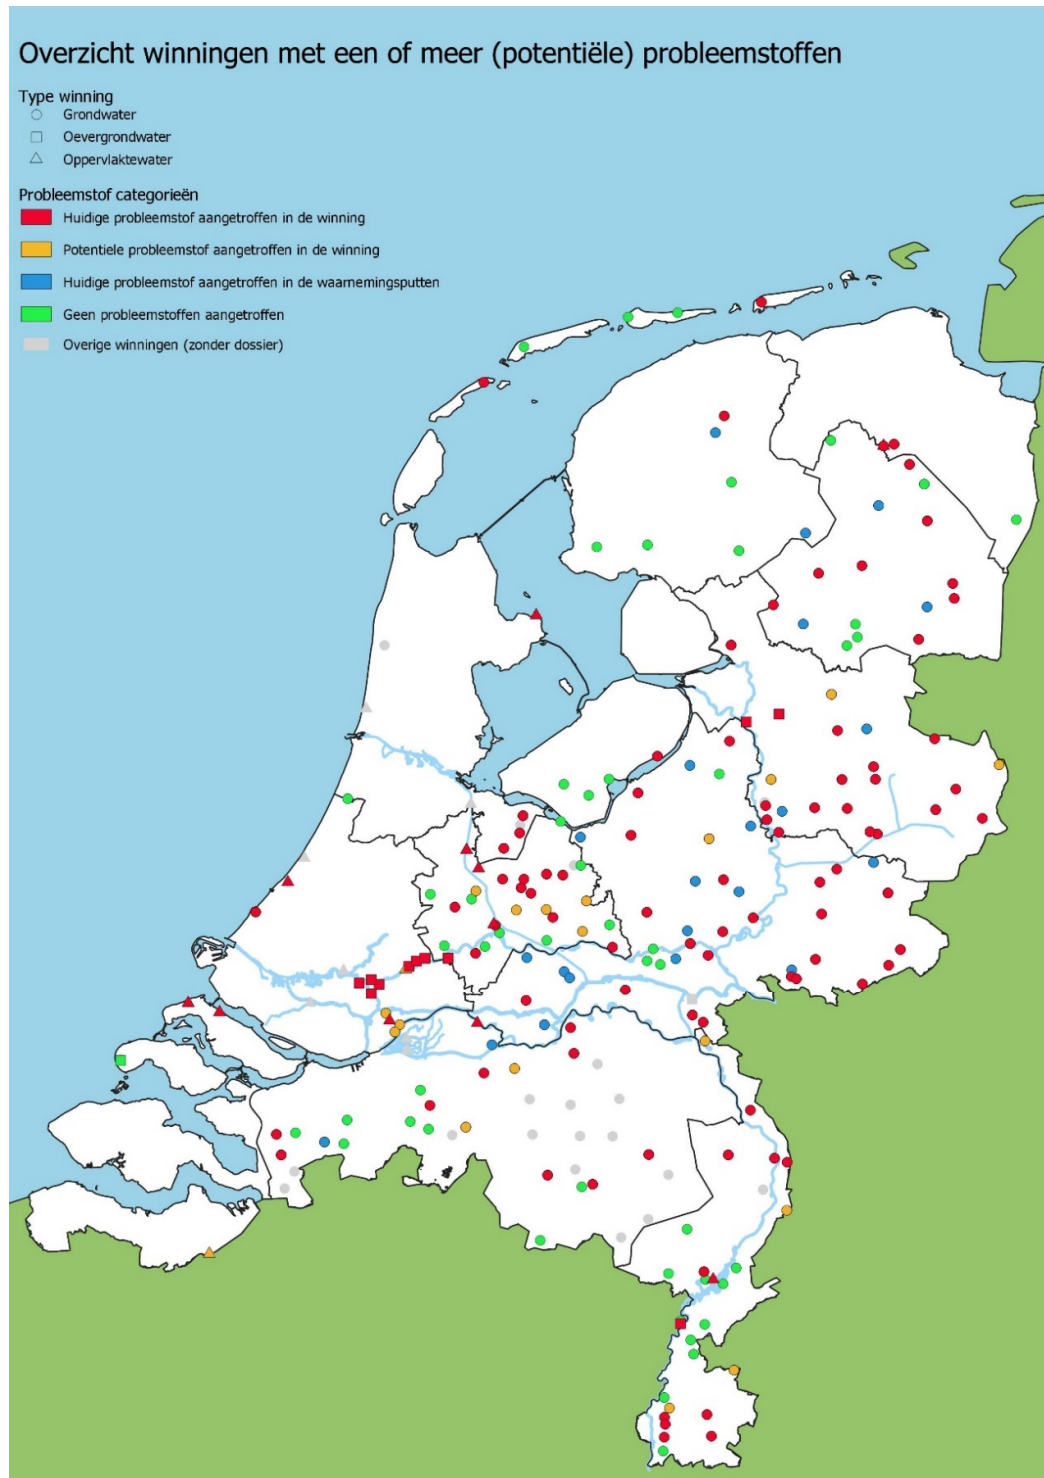 Overzicht winningen met een of meer (potentiële) probleemstoffen
Type winning
Grondwater
Oevergrondwater
Oppervlaktewater
Probleemstof categorieën
Huidige probleemstof aangetroffen in de winning
Potentiele probleemstof aangetroffen in de winning
Huidige probleemstof aangetroffen in de waarnemingsputten
Geen probleemstoffen aangetroffen
Overige winningen (zonder dossier)